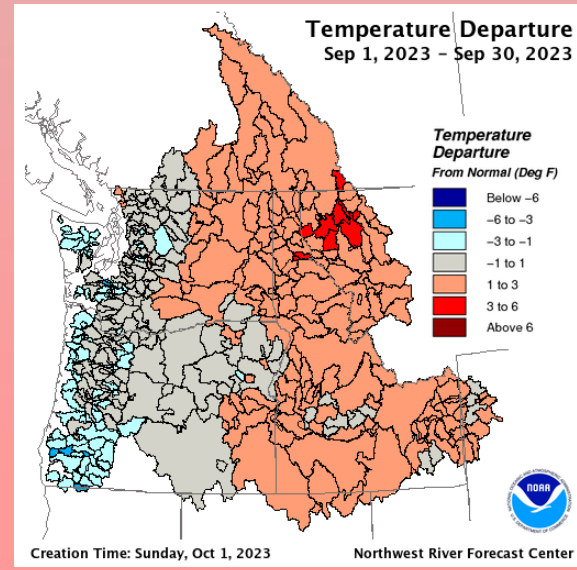 Temperature Departure
Sep 1, 2023 – Sep 30, 2023
Temperature
Departure
From Normal (Deg F)
Below –6
–6 to –3
–3 to –1
–1 to 1
1 to 3
3 to 6
Above 6
NOAA
Creation Time: Sunday, Oct 1, 2023
Northwest River Forecast Center